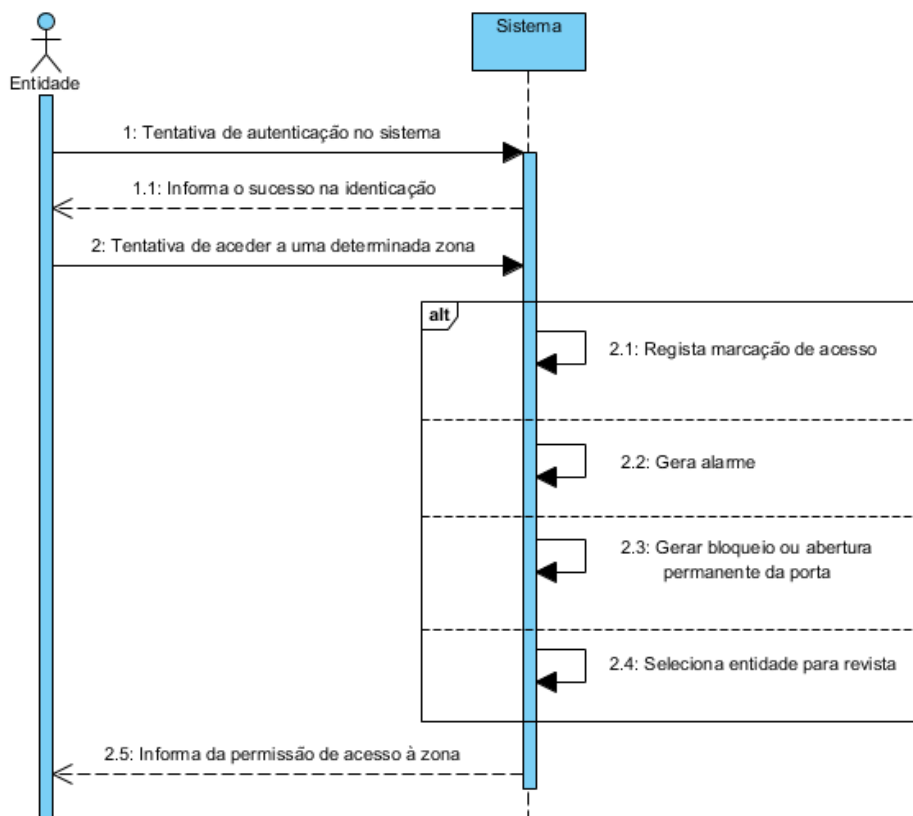 Entidade
Sistema
1: Tentativa de autenticação no sistema
1.1: Informa o sucesso na identicação
2: Tentativa de aceder a uma determinada zona
alt
2.1: Regista marcação de acesso
2.2: Gera alarme
2.3: Gerar bloqueio ou abertura
permanente da porta
2.4: Seleciona entidade para revista
2.5: Informa da permissão de acesso à zona